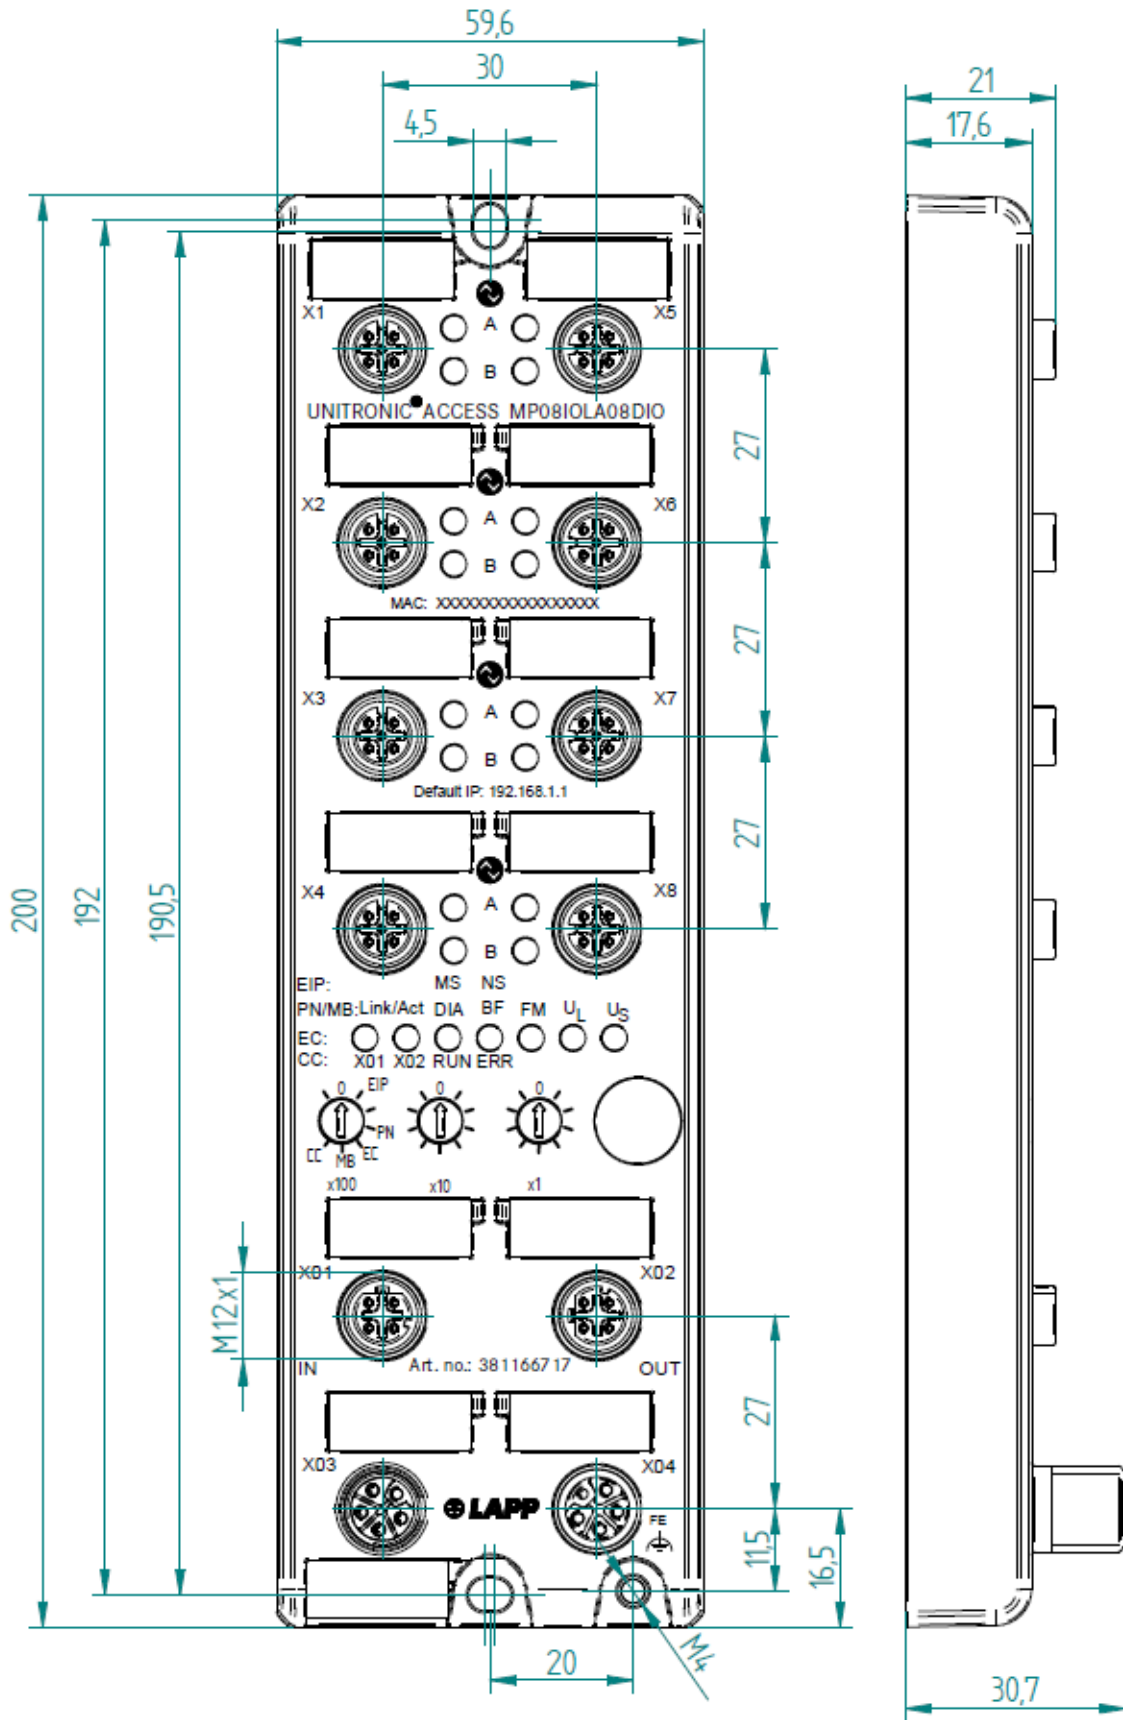 59,6
30
4,5
21
17,6
X1 A X5
B
UNITRONIC ACCESS MP08IOLA08DIO
27
X2 A X6
B
MAC: XXXXXXXXXXXXXXXXX
27
X3 A X7
B
Default IP: 192.168.1.1
27
X4 A X8
B
200
192
190,5
EIP: MS NS
PN/MB: Link/Act DIA BF FM UL US
EC:
CC: X01 X02 RUN ERR
0 EIP 0 0
PN
CC MB EC
x100 x10 x1
X01 X02
M12x1
IN Art. no.: 381166717 OUT
27
X03 X04
LAPP
FE
11,5
16,5
M4
20
30,7